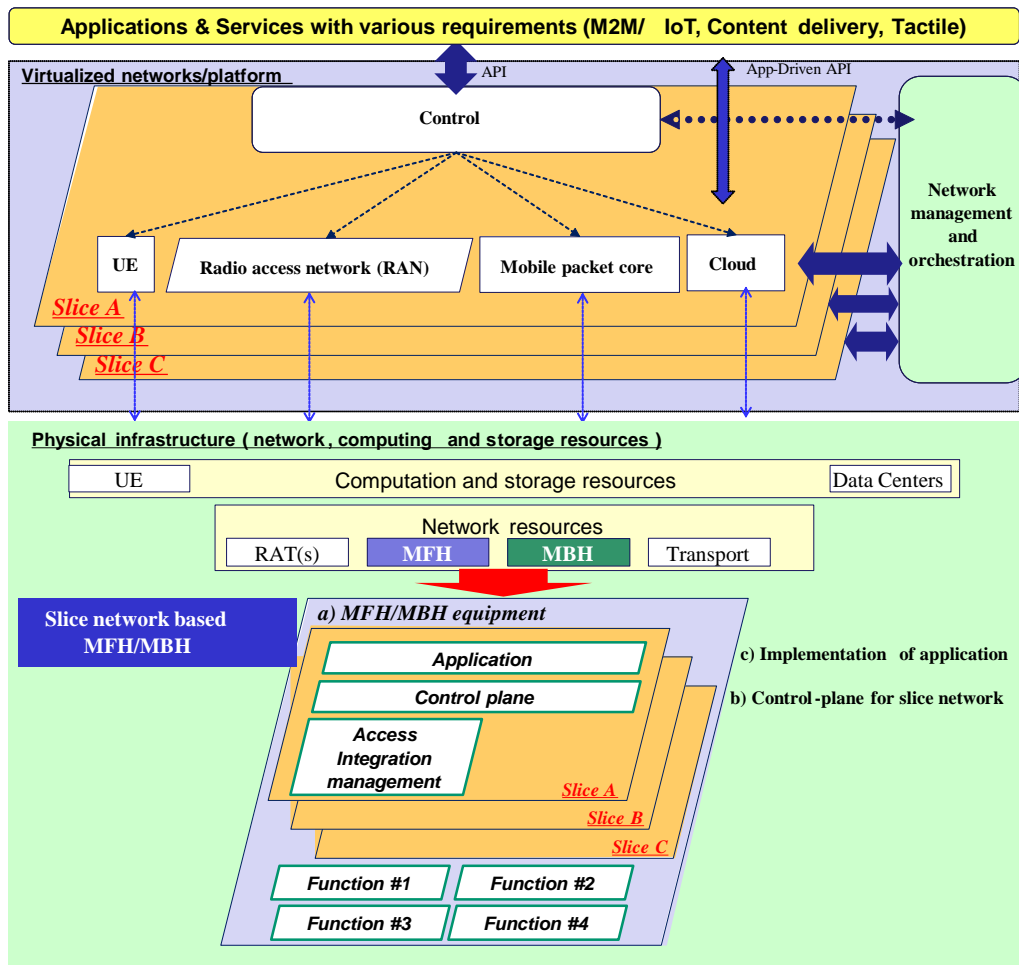 Applications & Services with various requirements (M2M/ IoT, Content delivery, Tactile)
Virtualized networks/platform
API
App-Driven API
Control
Network
management
and
orchestration
UE
Radio access network (RAN)
Mobile packet core
Cloud
Slice A
Slice B
Slice C
Physical infrastructure ( network, computing and storage resources )
UE
Computation and storage resources
Data Centers
Network resources
RAT(s)
MFH
MBH
Transport
Slice network based
MFH/MBH
a) MFH/MBH equipment
Application
c) Implementation of application
Control plane
b) Control-plane for slice network
Access
Integration
management
Slice A
Slice B
Slice C
Function #1
Function #2
Function #3
Function #4